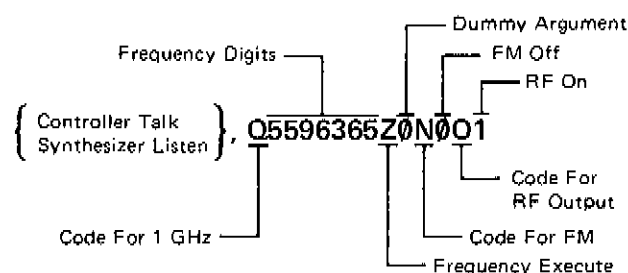 Dummy Argument
Frequency Digits
FM Off
RF On
Controller Talk
Synthesizer Listen
, Q5596365ZØNØO1
Code For
RF Output
Code For 1 GHz
Code For FM
Frequency Execute